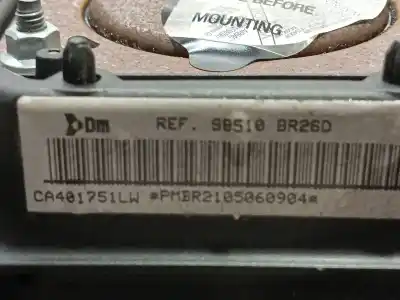 BEFORE
MOUNTING
Dm REF. 98510 BR26D
CA401751LW *PMBR2105060904*